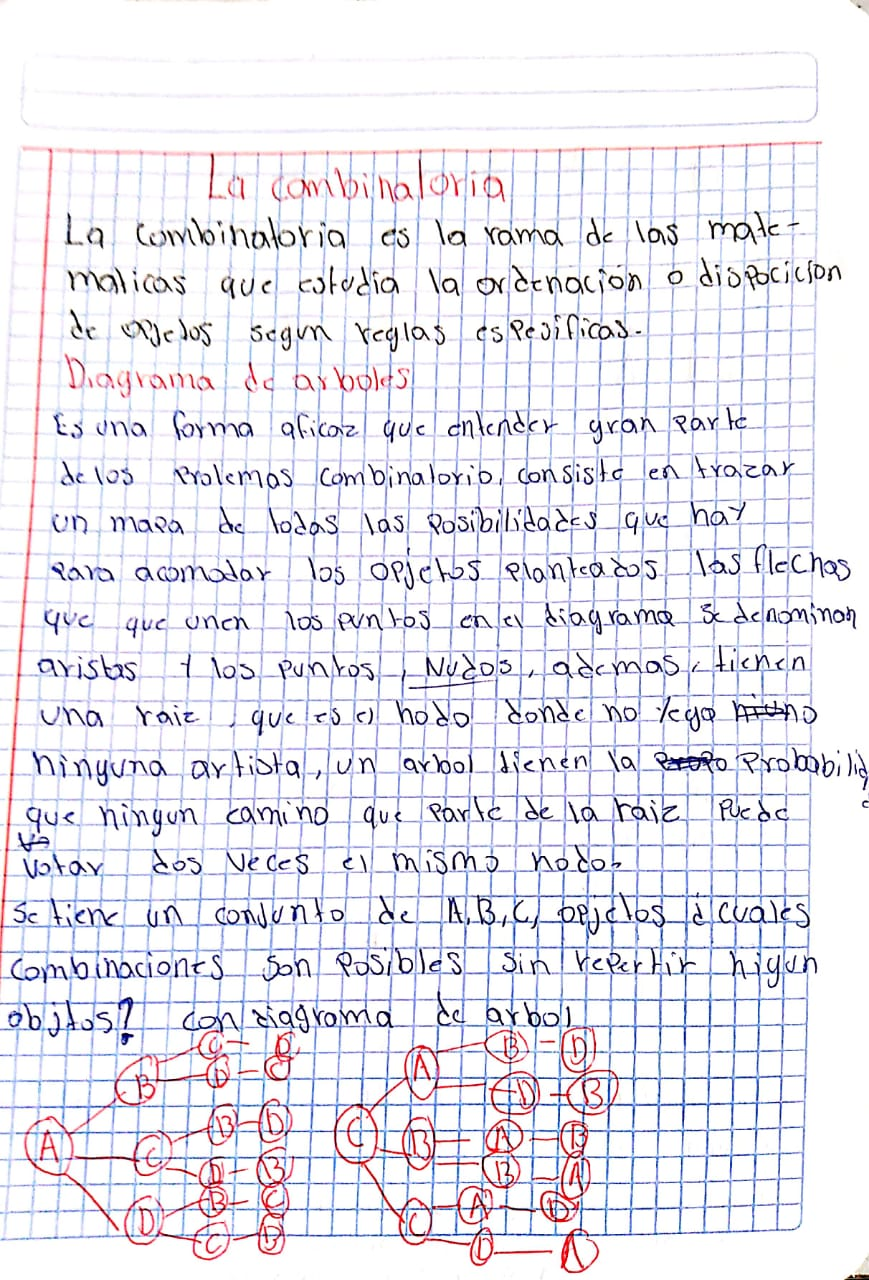 La combinatoria
La combinatoria es la rama de las mate-
maticas que estudia la ordenación o disposicion
de objetos segun reglas espesificas.
Diagrama de arboles
Es una forma aficaz que entender gran parte
de los prolemas combinatorio, consiste en trazar
un mapa de todas las posibilidades que hay
para acomodar los opjetos planteados las flechas
que que unen los puntos en el diagrama se denominan
aristas y los puntos, Nudos, ademas, tienen
una raiz, que es el nodo donde no llega
ninguna artista, un arbol tienen la probabilid
que ningun camino que parte de la raiz puede
votar dos veces el mismo nodo.
Se tiene un conjunto de A, B, C, opjetos ¿ cuales
combinaciones son posibles sin repertir nigun
objtos? con diagrama de arbol
A B C D D C C B D D B D B C C B
C A B D D B B A B B A C A D D A